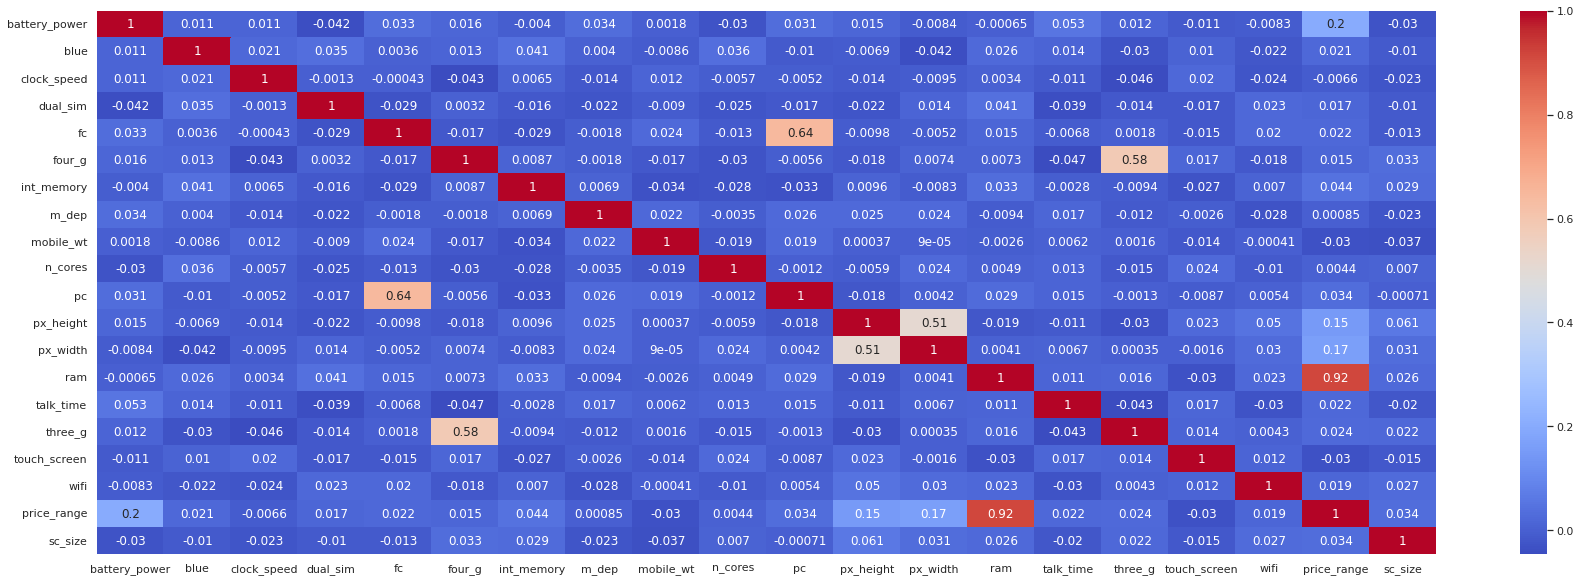 battery_power 1 0.011 0.011 -0.042 0.033 0.016 -0.004 0.034 0.0018 -0.03 0.031 0.015 -0.0084 -0.00065 0.053 0.012 -0.011 -0.0083 0.2 -0.03 1.0
blue 0.011 1 0.021 0.035 0.0036 0.013 0.041 0.004 -0.0086 0.036 -0.01 -0.0069 -0.042 0.026 0.014 -0.03 0.01 -0.022 0.021 -0.01
clock_speed 0.011 0.021 1 -0.0013 -0.00043 -0.043 0.0065 -0.014 0.012 -0.0057 -0.0052 -0.014 -0.0095 0.0034 -0.011 -0.046 0.02 -0.024 -0.0066 -0.023
dual_sim -0.042 0.035 -0.0013 1 -0.029 0.0032 -0.016 -0.022 -0.009 -0.025 -0.017 -0.022 0.014 0.041 -0.039 -0.014 -0.017 0.023 0.017 -0.01 0.8
fc 0.033 0.0036 -0.00043 -0.029 1 -0.017 -0.029 -0.0018 0.024 -0.013 0.64 -0.0098 -0.0052 0.015 -0.0068 0.0018 -0.015 0.02 0.022 -0.013
four_g 0.016 0.013 -0.043 0.0032 -0.017 1 0.0087 -0.0018 -0.017 -0.03 -0.0056 -0.018 0.0074 0.0073 -0.047 0.58 0.017 -0.018 0.015 0.033
int_memory -0.004 0.041 0.0065 -0.016 -0.029 0.0087 1 0.0069 -0.034 -0.028 -0.033 0.0096 -0.0083 0.033 -0.0028 -0.0094 -0.027 0.007 0.044 0.029
m_dep 0.034 0.004 -0.014 -0.022 -0.0018 -0.0018 0.0069 1 0.022 -0.0035 0.026 0.025 0.024 -0.0094 0.017 -0.012 -0.0026 -0.028 0.00085 -0.023 0.6
mobile_wt 0.0018 -0.0086 0.012 -0.009 0.024 -0.017 -0.034 0.022 1 -0.019 0.019 0.00037 9e-05 -0.0026 0.0062 0.0016 -0.014 -0.00041 -0.03 -0.037
n_cores -0.03 0.036 -0.0057 -0.025 -0.013 -0.03 -0.028 -0.0035 -0.019 1 -0.0012 -0.0059 0.024 0.0049 0.013 -0.015 0.024 -0.01 0.0044 0.007
pc 0.031 -0.01 -0.0052 -0.017 0.64 -0.0056 -0.033 0.026 0.019 -0.0012 1 -0.018 0.0042 0.029 0.015 -0.0013 -0.0087 0.0054 0.034 -0.00071
px_height 0.015 -0.0069 -0.014 -0.022 -0.0098 -0.018 0.0096 0.025 0.00037 -0.0059 -0.018 1 0.51 -0.019 -0.011 -0.03 0.023 0.05 0.15 0.061 0.4
px_width -0.0084 -0.042 -0.0095 0.014 -0.0052 0.0074 -0.0083 0.024 9e-05 0.024 0.0042 0.51 1 0.0041 0.0067 0.00035 -0.0016 0.03 0.17 0.031
ram -0.00065 0.026 0.0034 0.041 0.015 0.0073 0.033 -0.0094 -0.0026 0.0049 0.029 -0.019 0.0041 1 0.011 0.016 -0.03 0.023 0.92 0.026
talk_time 0.053 0.014 -0.011 -0.039 -0.0068 -0.047 -0.0028 0.017 0.0062 0.013 0.015 -0.011 0.0067 0.011 1 -0.043 0.017 -0.03 0.022 -0.02
three_g 0.012 -0.03 -0.046 -0.014 0.0018 0.58 -0.0094 -0.012 0.0016 -0.015 -0.0013 -0.03 0.00035 0.016 -0.043 1 0.014 0.0043 0.024 0.022 0.2
touch_screen -0.011 0.01 0.02 -0.017 -0.015 0.017 -0.027 -0.0026 -0.014 0.024 -0.0087 0.023 -0.0016 -0.03 0.017 0.014 1 0.012 -0.03 -0.015
wifi -0.0083 -0.022 -0.024 0.023 0.02 -0.018 0.007 -0.028 -0.00041 -0.01 0.0054 0.05 0.03 0.023 -0.03 0.0043 0.012 1 0.019 0.027
price_range 0.2 0.021 -0.0066 0.017 0.022 0.015 0.044 0.00085 -0.03 0.0044 0.034 0.15 0.17 0.92 0.022 0.024 -0.03 0.019 1 0.034
sc_size -0.03 -0.01 -0.023 -0.01 -0.013 0.033 0.029 -0.023 -0.037 0.007 -0.00071 0.061 0.031 0.026 -0.02 0.022 -0.015 0.027 0.034 1 0.0
battery_power blue clock_speed dual_sim fc four_g int_memory m_dep mobile_wt n_cores pc px_height px_width ram talk_time three_g touch_screen wifi price_range sc_size